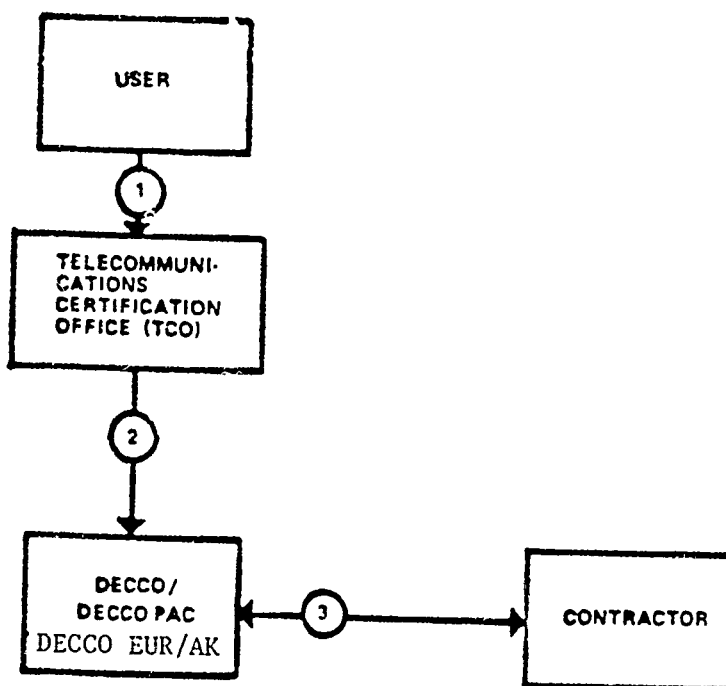 USER
1
TELECOMMUNI-
CATIONS
CERTIFICATION
OFFICE (TCO)
2
DECCO/
DECCO PAC
DECCO EUR/AK
3
CONTRACTOR